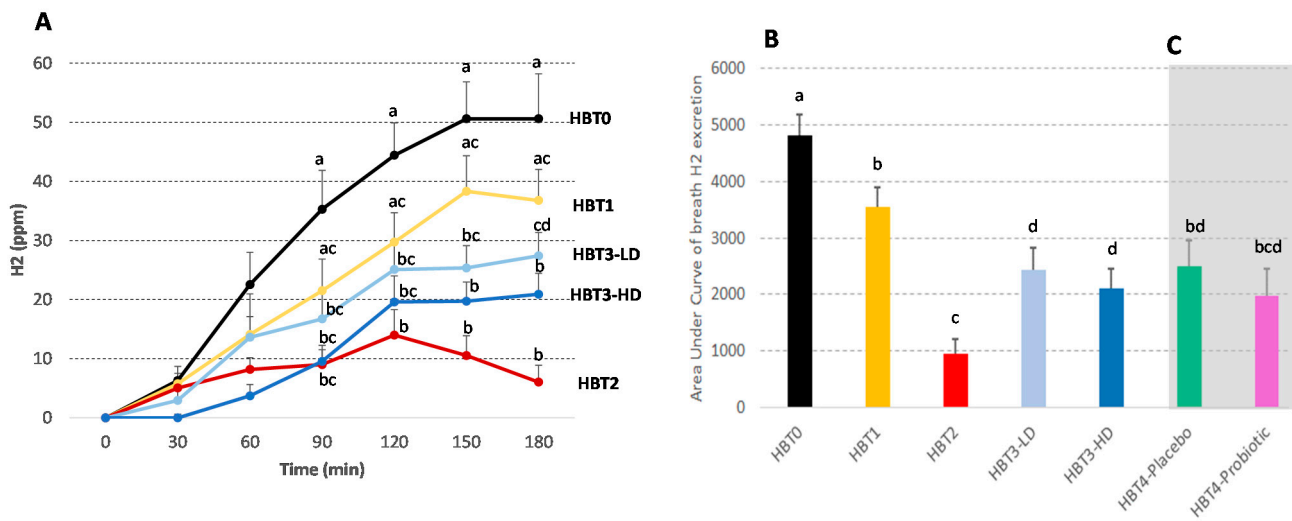 A
H2 (ppm)
60
50
40
30
20
10
0
a
a
a
a
ac
ac
ac
ac
bc
bc
bc
cd
bc
bc
b
b
bc
b
b
b
HBT0
HBT1
HBT3-LD
HBT3-HD
HBT2
0 30 60 90 120 150 180
Time (min)
B
C
Area Under Curve of breath H2 excretion
6000
5000
4000
3000
2000
1000
0
a
b
c
d
d
bd
bcd
HBT0
HBT1
HBT2
HBT3-LD
HBT3-HD
HBT4-Placebo
HBT4-Probiotic